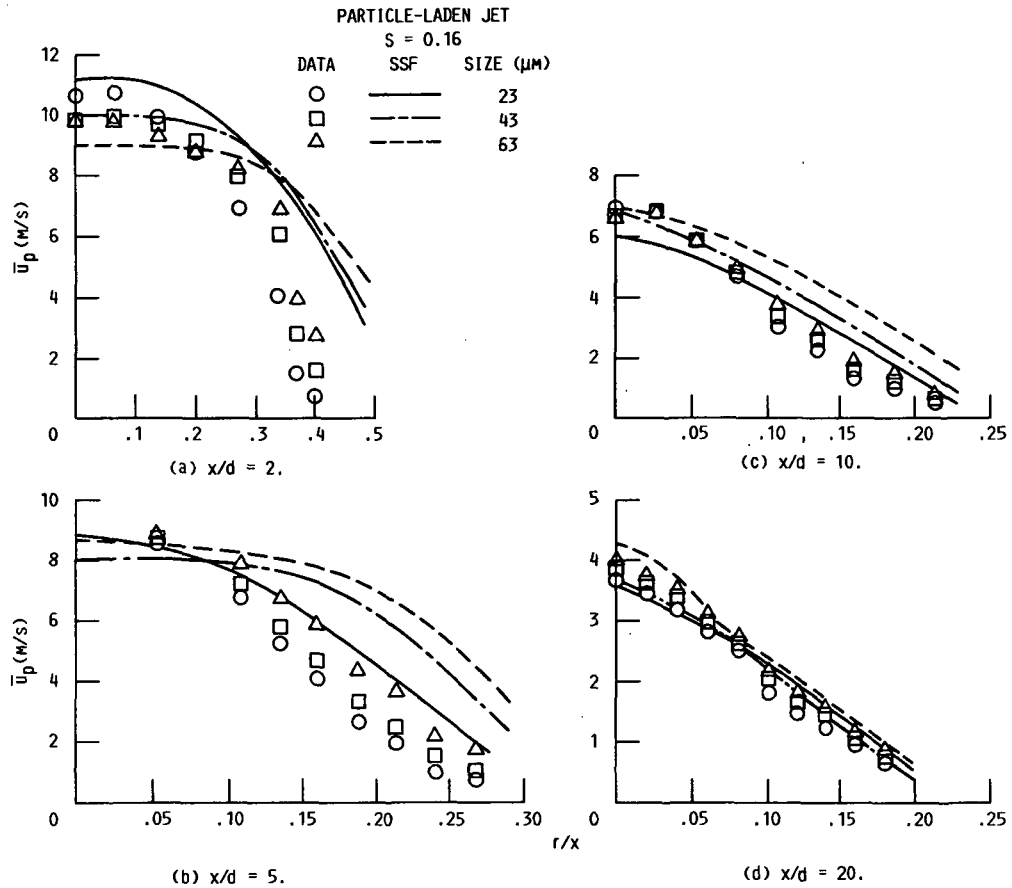 PARTICLE-LADEN JET
S = 0.16
DATA SSF SIZE (µM)
23
43
63
12
10
8
6
4
2
0
.1 .2 .3 .4 .5
ūp (M/S)
(a) x/d = 2.
10
8
6
4
2
0
.05 .10 .15 .20 .25
(c) x/d = 10.
10
8
6
4
2
0
.05 .10 .15 .20 .25 .30
ūp (M/S)
(b) x/d = 5.
5
4
3
2
1
0
.05 .10 .15 .20 .25
r/x
(d) x/d = 20.